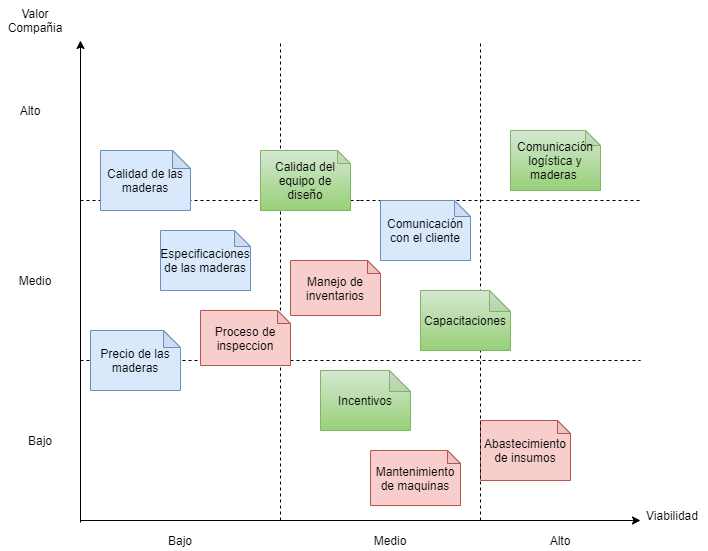 Valor
Compañia
Alto
Calidad de las
maderas
Calidad del
equipo de
diseño
Comunicación
logística y
maderas
Comunicación
con el cliente
Especificaciones
de las maderas
Medio
Manejo de
inventarios
Capacitaciones
Proceso de
inspeccion
Precio de las
maderas
Incentivos
Bajo
Abastecimiento
de insumos
Mantenimiento
de maquinas
Viabilidad
Bajo
Medio
Alto